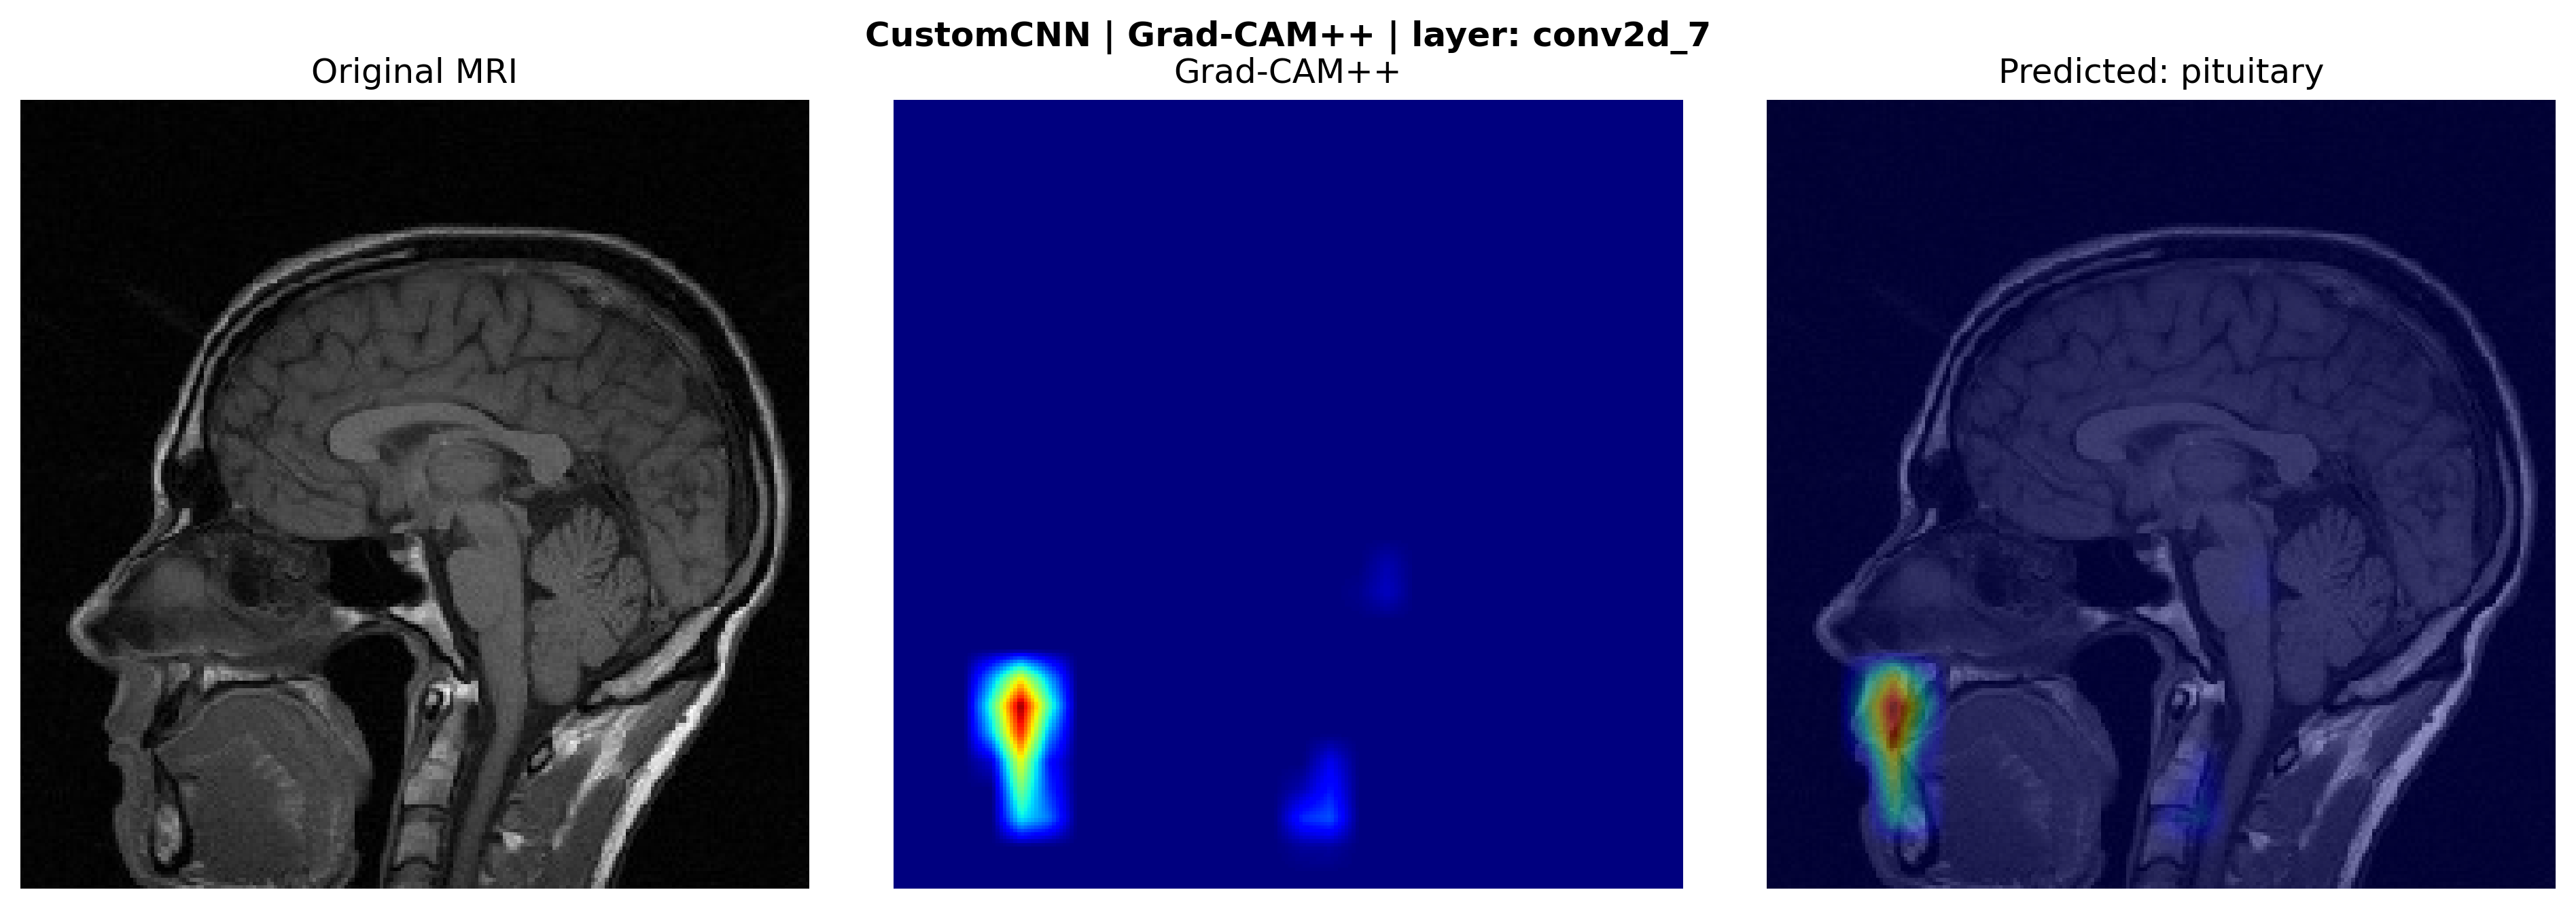 CustomCNN | Grad-CAM++ | layer: conv2d_7
Original MRI
Grad-CAM++
Predicted: pituitary